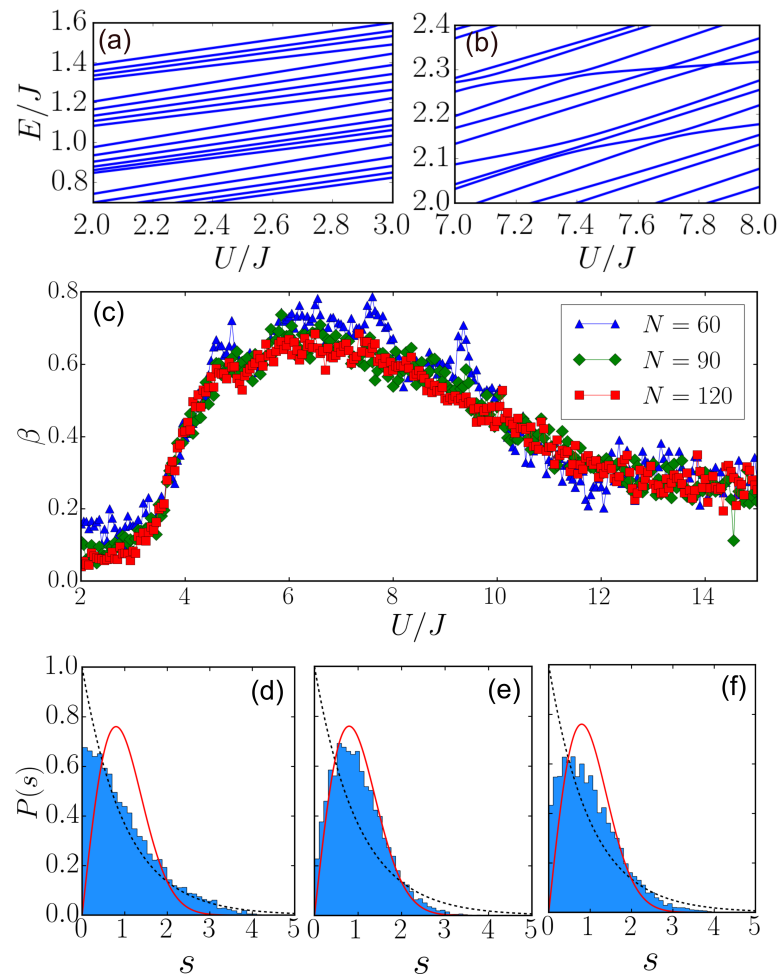 (a)
(b)
E/J
1.6
1.4
1.2
1.0
0.8
2.0 2.2 2.4 2.6 2.8 3.0
U/J
2.4
2.3
2.2
2.1
2.0
7.0 7.2 7.4 7.6 7.8 8.0
U/J
(c)
β
0.8
0.6
0.4
0.2
0.0
2 4 6 8 10 12 14
U/J
N = 60
N = 90
N = 120
(d)
(e)
(f)
P(s)
1.0
0.8
0.6
0.4
0.2
0.0
0 1 2 3 4 5
s
0 1 2 3 4 5
s
0 1 2 3 4 5
s